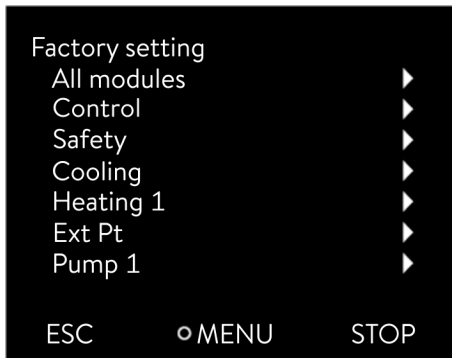 Factory setting
All modules
Control
Safety
Cooling
Heating 1
Ext Pt
Pump 1
ESC MENU STOP